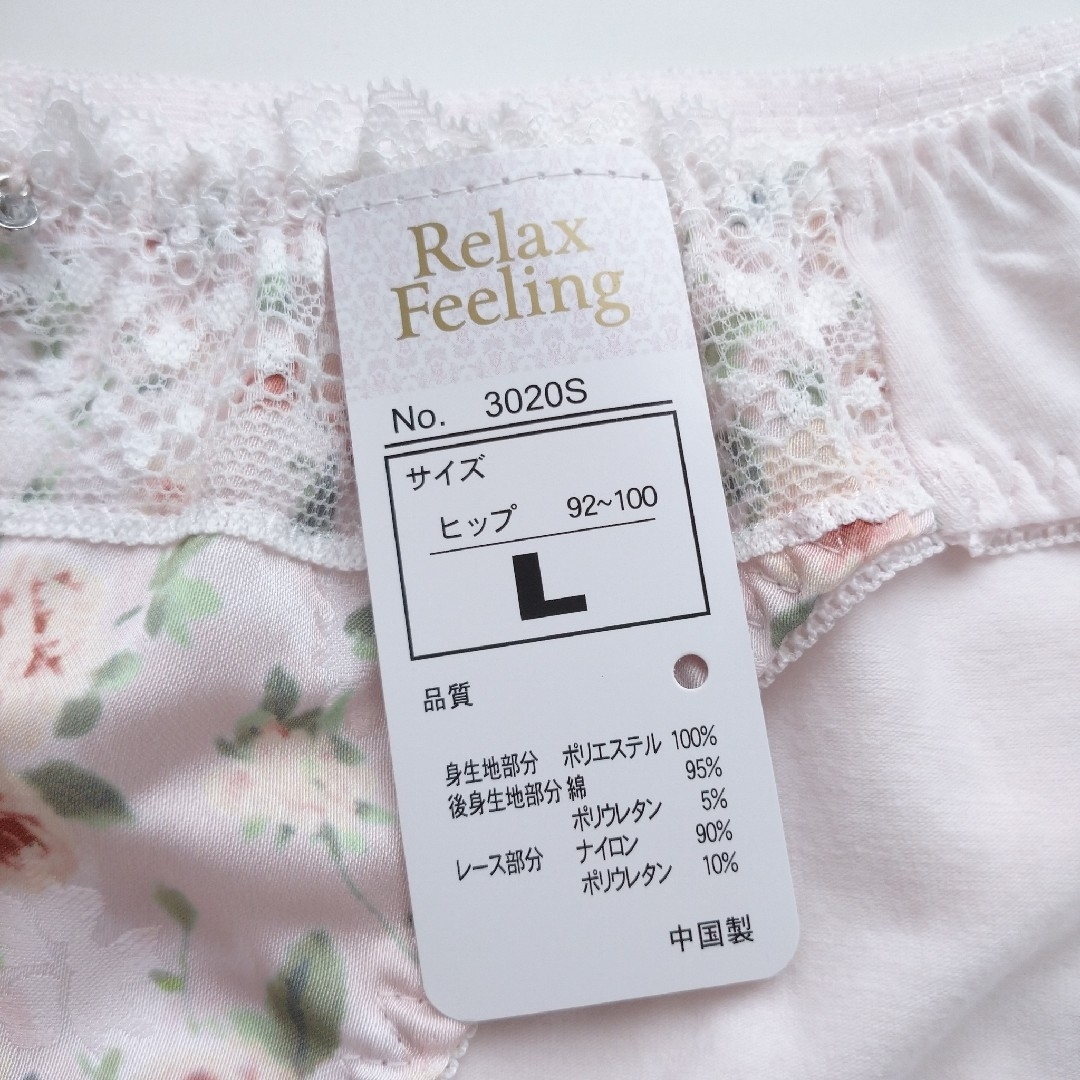 Relax
Feeling
No. 3020S
サイズ
ヒップ 92~100
L
品質
身生地部分 ポリエステル 100%
後身生地部分 綿 95%
ポリウレタン 5%
レース部分 ナイロン 90%
ポリウレタン 10%
中国製